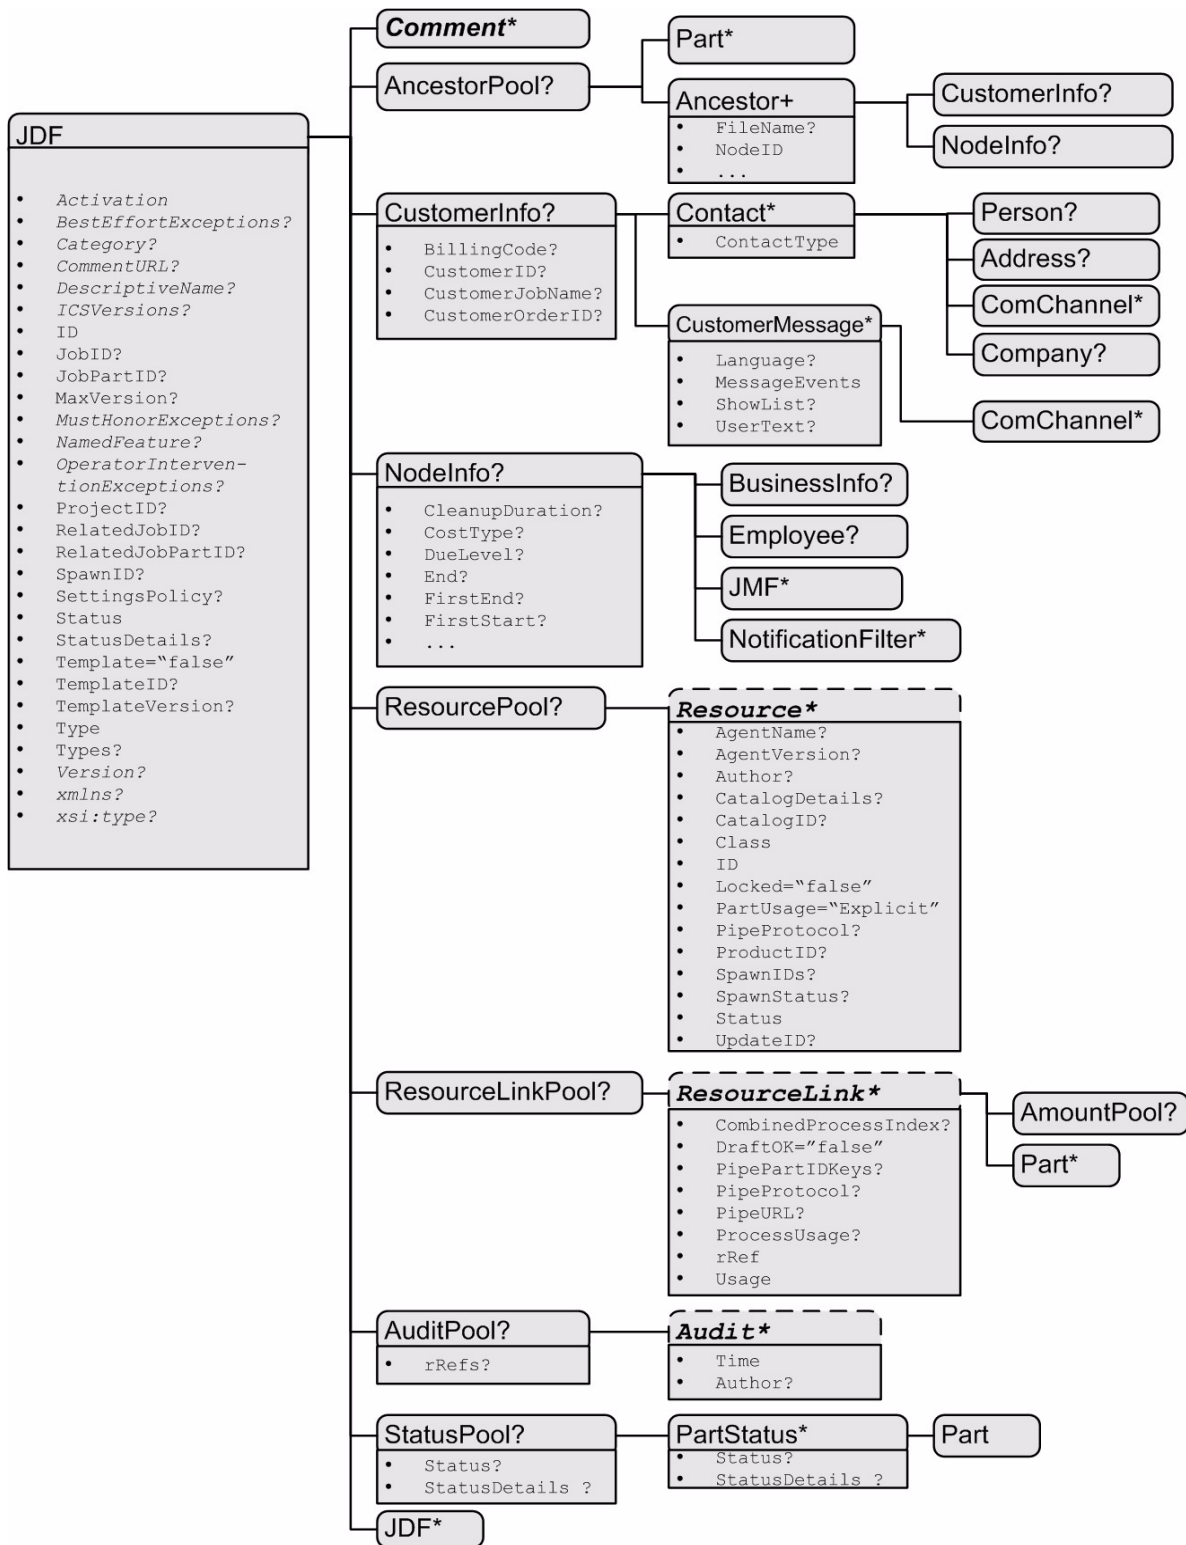 JDF
• Activation
• BestEffortExceptions?
• Category?
• CommentURL?
• DescriptiveName?
• ICSVersions?
• ID
• JobID?
• JobPartID?
• MaxVersion?
• MustHonorExceptions?
• NamedFeature?
• OperatorInterven-
tionExceptions?
• ProjectID?
• RelatedJobID?
• RelatedJobPartID?
• SpawnID?
• SettingsPolicy?
• Status
• StatusDetails?
• Template=“false”
• TemplateID?
• TemplateVersion?
• Type
• Types?
• Version?
• xmlns?
• xsi:type?
Comment*
AncestorPool?
Part*
Ancestor+
• FileName?
• NodeID
• ...
CustomerInfo?
NodeInfo?
CustomerInfo?
• BillingCode?
• CustomerID?
• CustomerJobName?
• CustomerOrderID?
Contact*
• ContactType
Person?
Address?
ComChannel*
Company?
CustomerMessage*
• Language?
• MessageEvents
• ShowList?
• UserText?
ComChannel*
NodeInfo?
• CleanupDuration?
• CostType?
• DueLevel?
• End?
• FirstEnd?
• FirstStart?
• ...
BusinessInfo?
Employee?
JMF*
NotificationFilter*
ResourcePool?
Resource*
• AgentName?
• AgentVersion?
• Author?
• CatalogDetails?
• CatalogID?
• Class
• ID
• Locked=“false”
• PartUsage=“Explicit”
• PipeProtocol?
• ProductID?
• SpawnIDs?
• SpawnStatus?
• Status
• UpdateID?
ResourceLinkPool?
ResourceLink*
• CombinedProcessIndex?
• DraftOK=”false”
• PipePartIDKeys?
• PipeProtocol?
• PipeURL?
• ProcessUsage?
• rRef
• Usage
AmountPool?
Part*
AuditPool?
• rRefs?
Audit*
• Time
• Author?
StatusPool?
• Status?
• StatusDetails ?
PartStatus*
• Status?
• StatusDetails ?
Part
JDF*